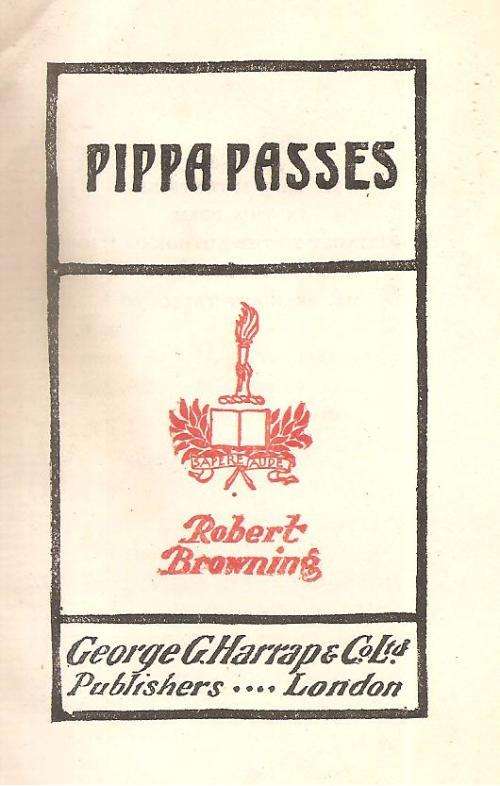 PIPPA PASSES
SAPERE AUDE
Robert
Browning
George G. Harrap & Co. Ltd.
Publishers .... London